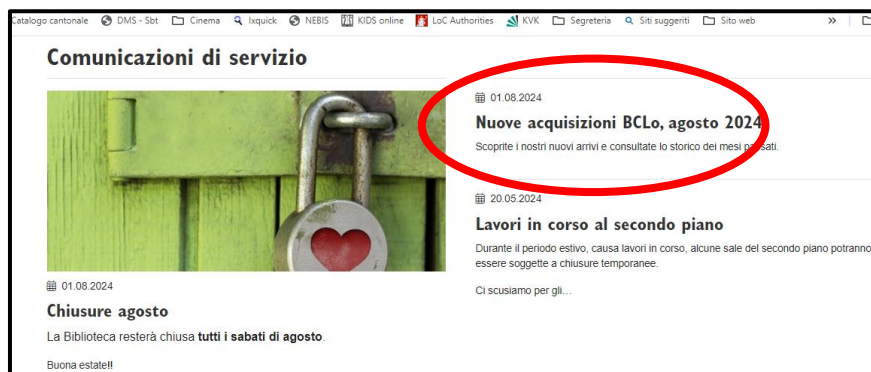 Catalogo cantonale DMS - Sbt Cinema Ixquick NEBIS KIDS online LoC Authorities KVK Segreteria Siti suggeriti Sito web »
Comunicazioni di servizio
01.08.2024
Chiusure agosto
La Biblioteca resterà chiusa tutti i sabati di agosto.
Buona estate!!
01.08.2024
Nuove acquisizioni BCLo, agosto 2024
Scoprite i nostri nuovi arrivi e consultate lo storico dei mesi passati.
20.05.2024
Lavori in corso al secondo piano
Durante il periodo estivo, causa lavori in corso, alcune sale del secondo piano potranno
essere soggette a chiusure temporanee.
Ci scusiamo per gli…